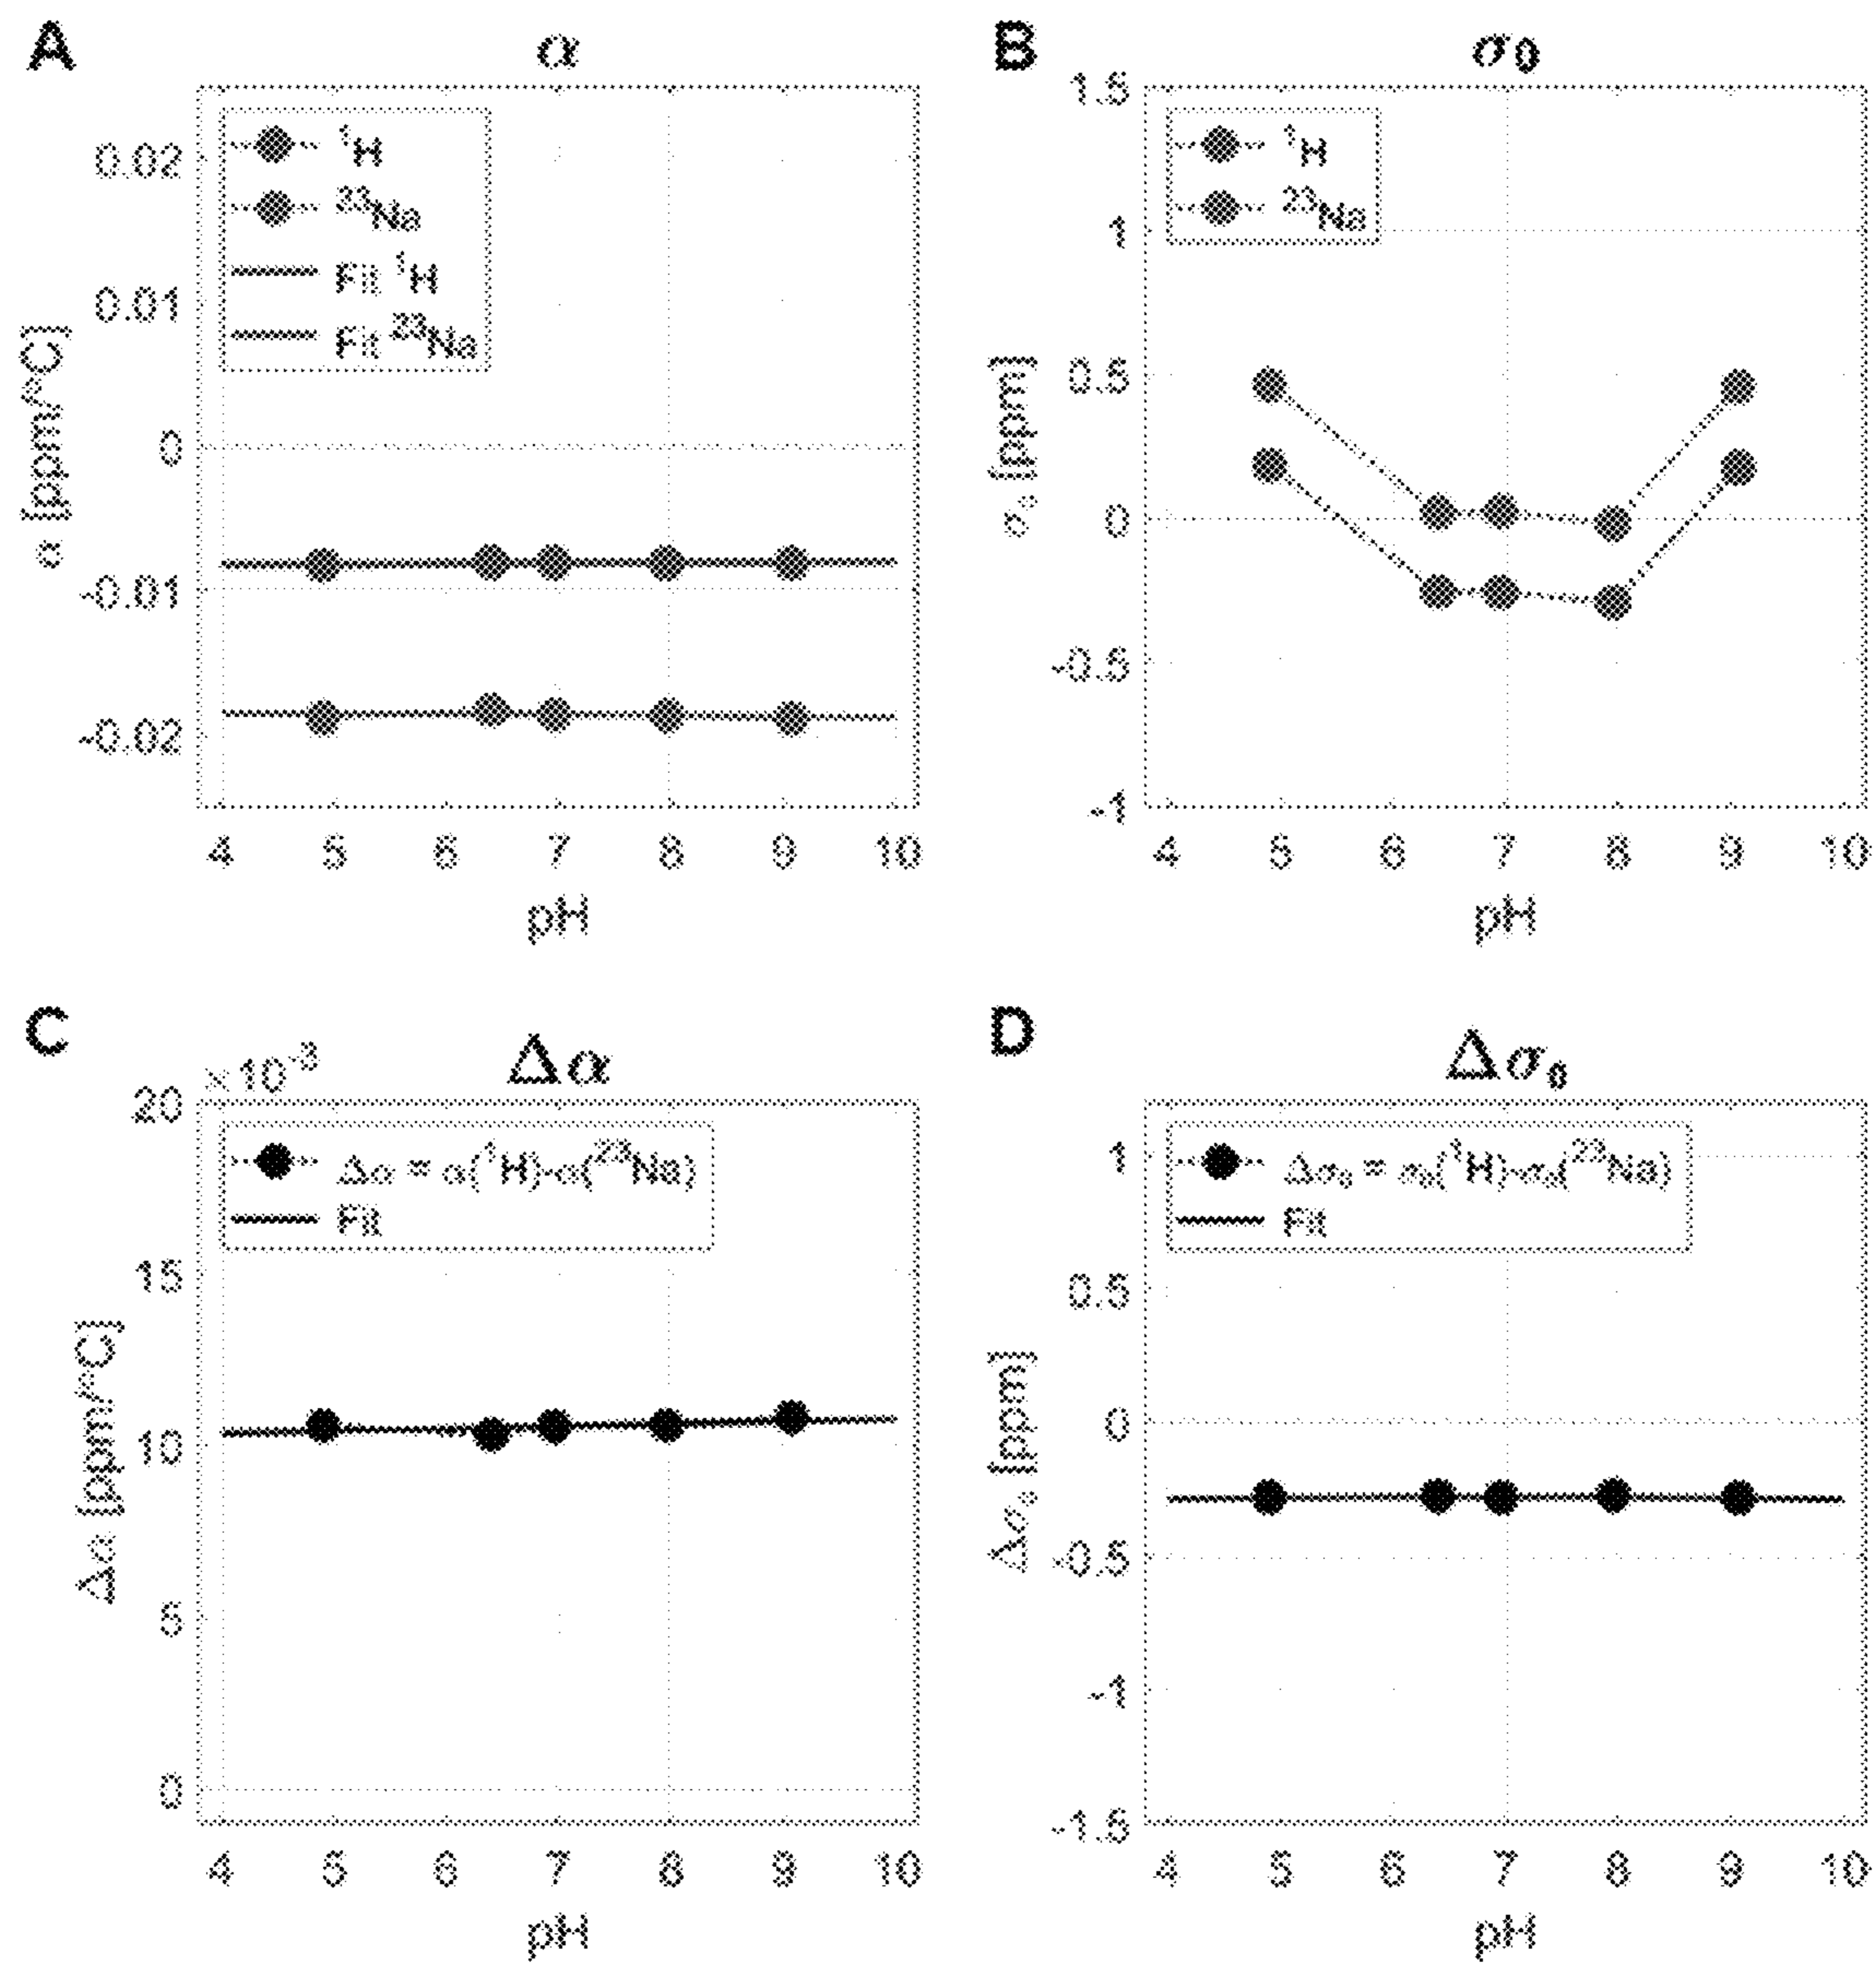 A
α
0.02
0.01
0
-0.01
-0.02
α [ppm/°C]
¹H
²³Na
Fit ¹H
Fit ²³Na
4 5 6 7 8 9 10
pH
B
σ₀
1.5
1
0.5
0
-0.5
-1
σ₀ [ppm]
¹H
²³Na
4 5 6 7 8 9 10
pH
C
×10⁻³
Δα
20
15
10
5
0
Δα [ppm/°C]
Δα = α(¹H)-α(²³Na)
Fit
4 5 6 7 8 9 10
pH
D
Δσ₀
1
0.5
0
-0.5
-1
-1.5
Δσ₀ [ppm]
Δσ₀ = σ₀(¹H)-σ₀(²³Na)
Fit
4 5 6 7 8 9 10
pH